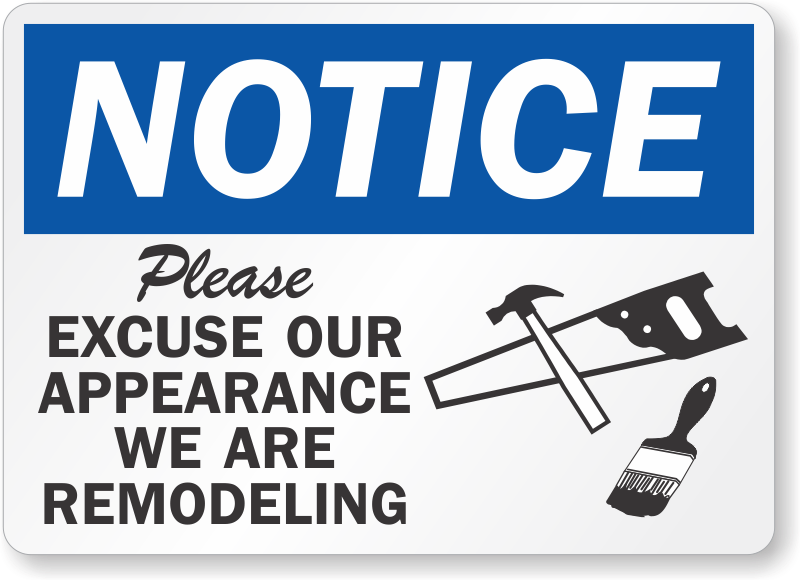 NOTICE
Please
EXCUSE OUR
APPEARANCE
WE ARE
REMODELING